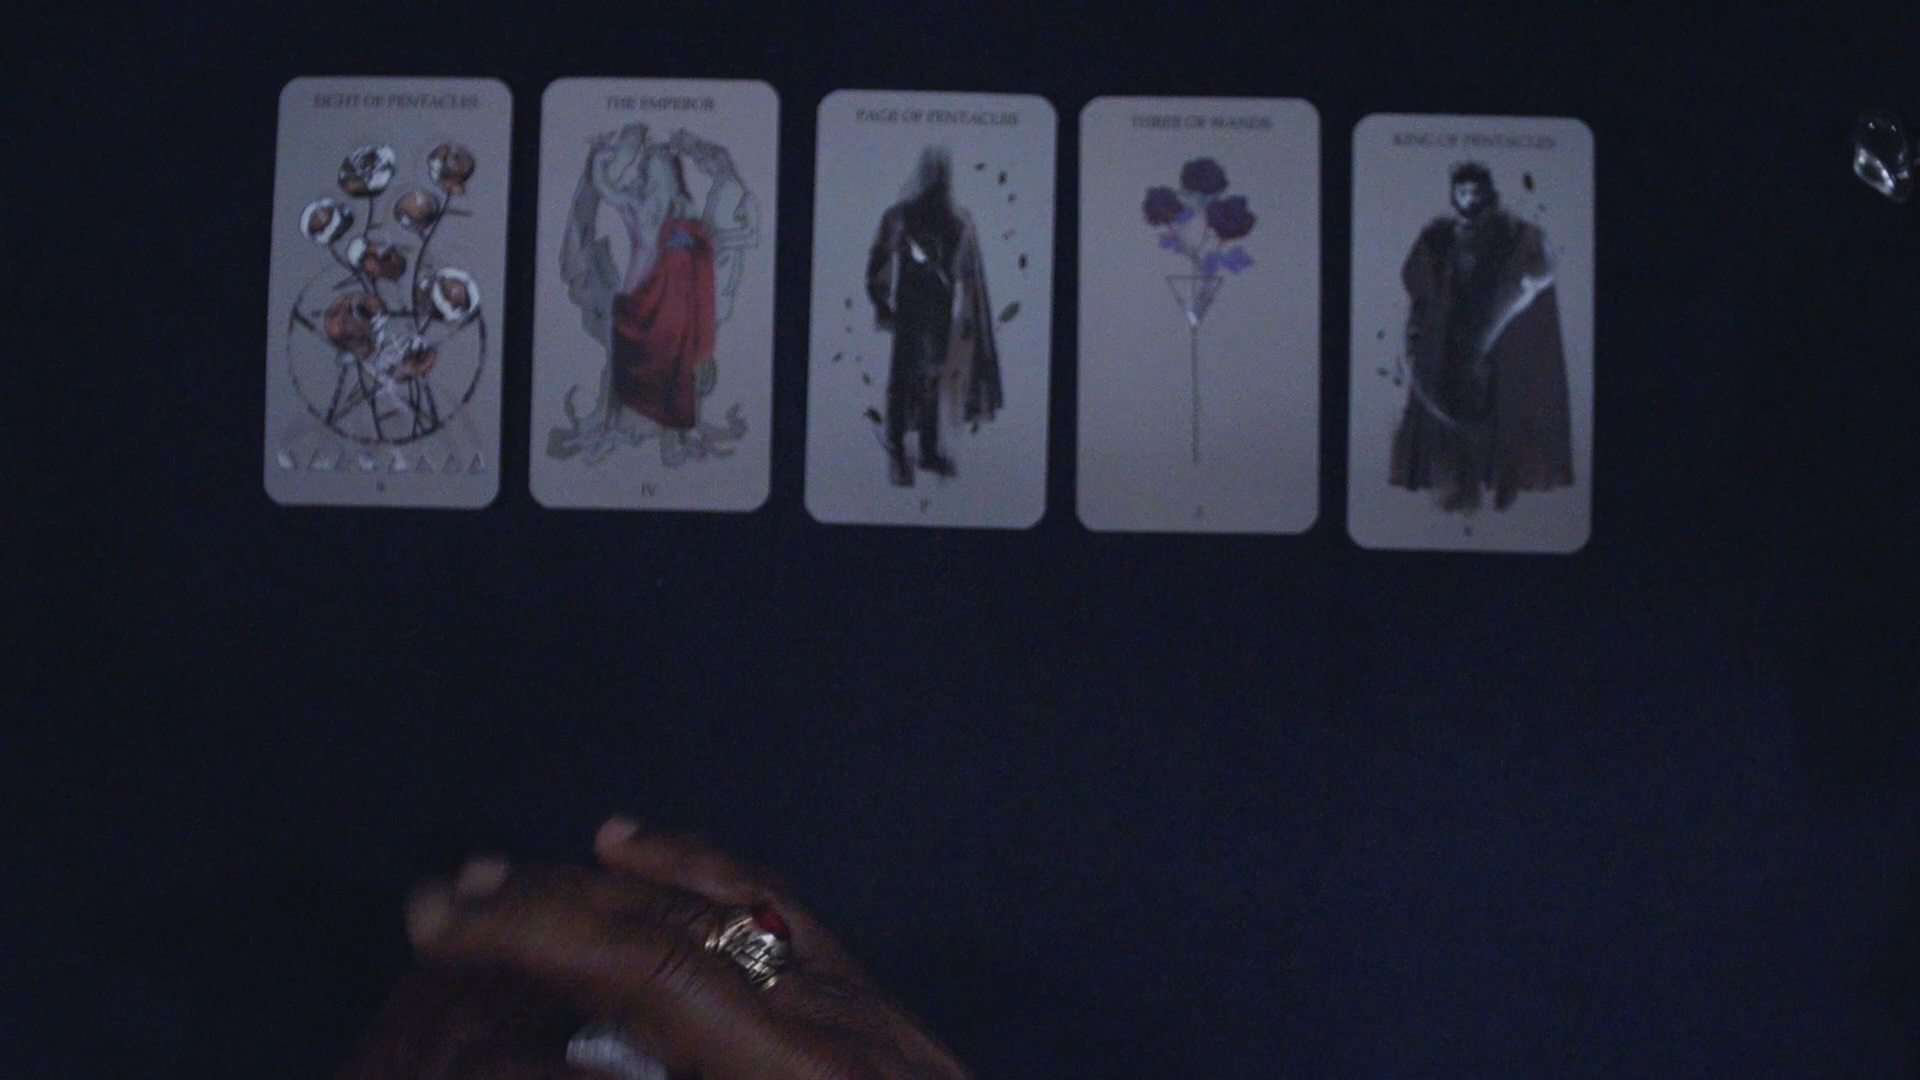 EIGHT OF PENTACLES
THE EMPEROR
PAGE OF PENTACLES
THREE OF WANDS
KING OF PENTACLES
IV
P